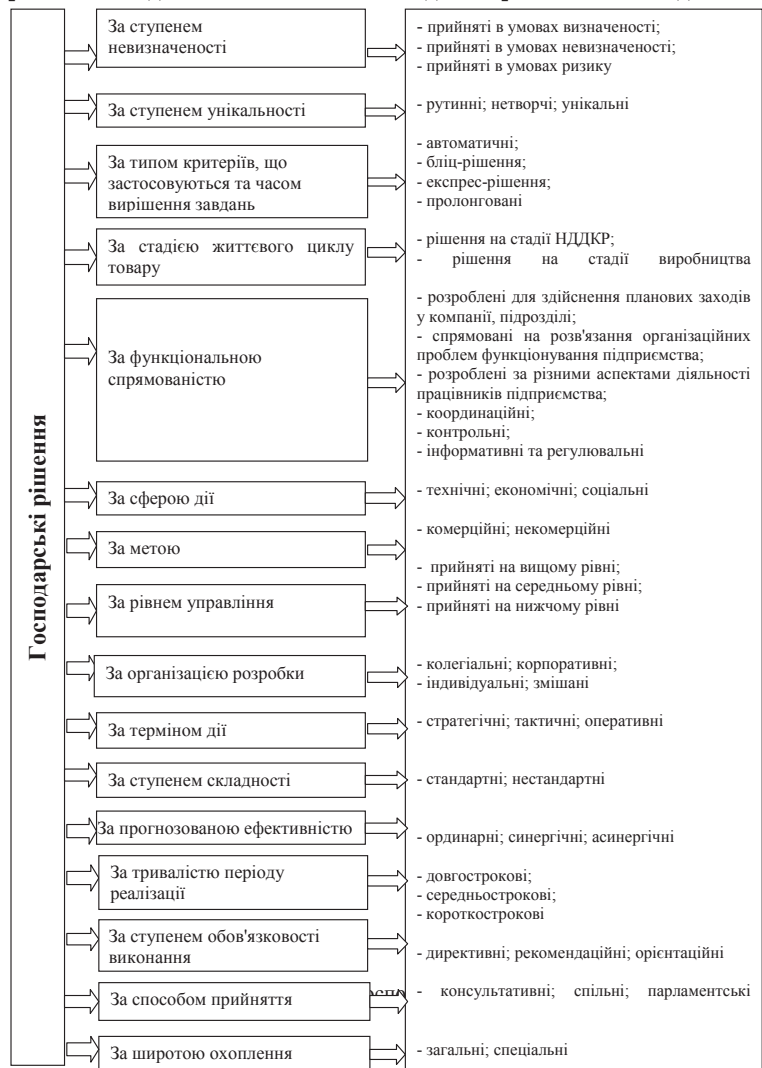 Господарські рішення
За ступенем
невизначеності
- прийняті в умовах визначеності;
- прийняті в умовах невизначеності;
- прийняті в умовах ризику
За ступенем унікальності
- рутинні; нетворчі; унікальні
За типом критеріїв, що
застосовуються та часом
вирішення завдань
- автоматичні;
- бліц-рішення;
- експрес-рішення;
- пролонговані
За стадією життєвого циклу
товару
- рішення на стадії НДДКР;
- рішення на стадії виробництва
За функціональною
спрямованістю
- розроблені для здійснення планових заходів
у компанії, підрозділі;
- спрямовані на розв'язання організаційних
проблем функціонування підприємства;
- розроблені за різними аспектами діяльності
працівників підприємства;
- координаційні;
- контрольні;
- інформативні та регулювальні
За сферою дії
- технічні; економічні; соціальні
За метою
- комерційні; некомерційні
За рівнем управління
- прийняті на вищому рівні;
- прийняті на середньому рівні;
- прийняті на нижчому рівні
За організацією розробки
- колегіальні; корпоративні;
- індивідуальні; змішані
За терміном дії
- стратегічні; тактичні; оперативні
За ступенем складності
- стандартні; нестандартні
За прогнозованою ефективністю
- ординарні; синергічні; асинергічні
За тривалістю періоду
реалізації
- довгострокові;
- середньострокові;
- короткострокові
За ступенем обов'язковості
виконання
- директивні; рекомендаційні; орієнтаційні
За способом прийняття
- консультативні; спільні; парламентські
За широтою охоплення
- загальні; спеціальні